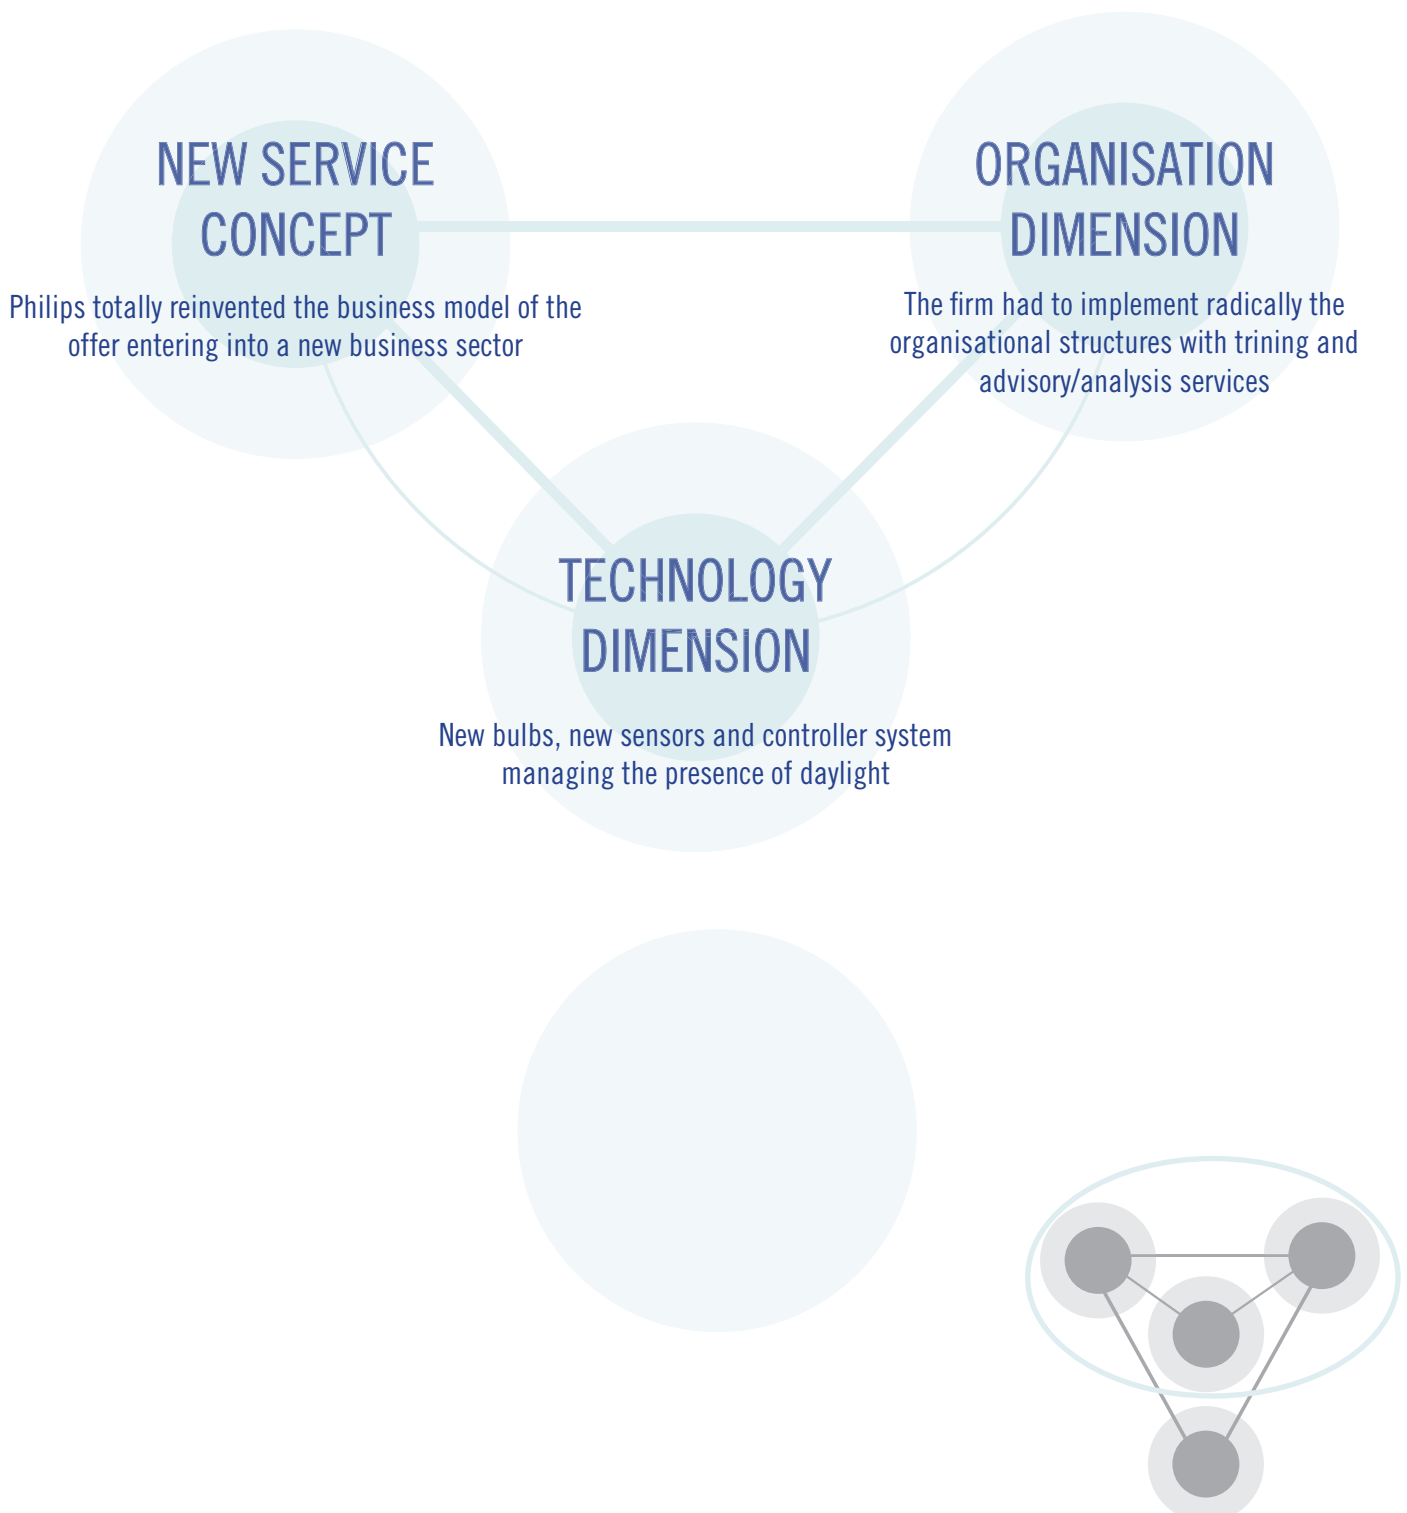 NEW SERVICE
CONCEPT
Philips totally reinvented the business model of the
offer entering into a new business sector
ORGANISATION
DIMENSION
The firm had to implement radically the
organisational structures with trining and
advisory/analysis services
TECHNOLOGY
DIMENSION
New bulbs, new sensors and controller system
managing the presence of daylight